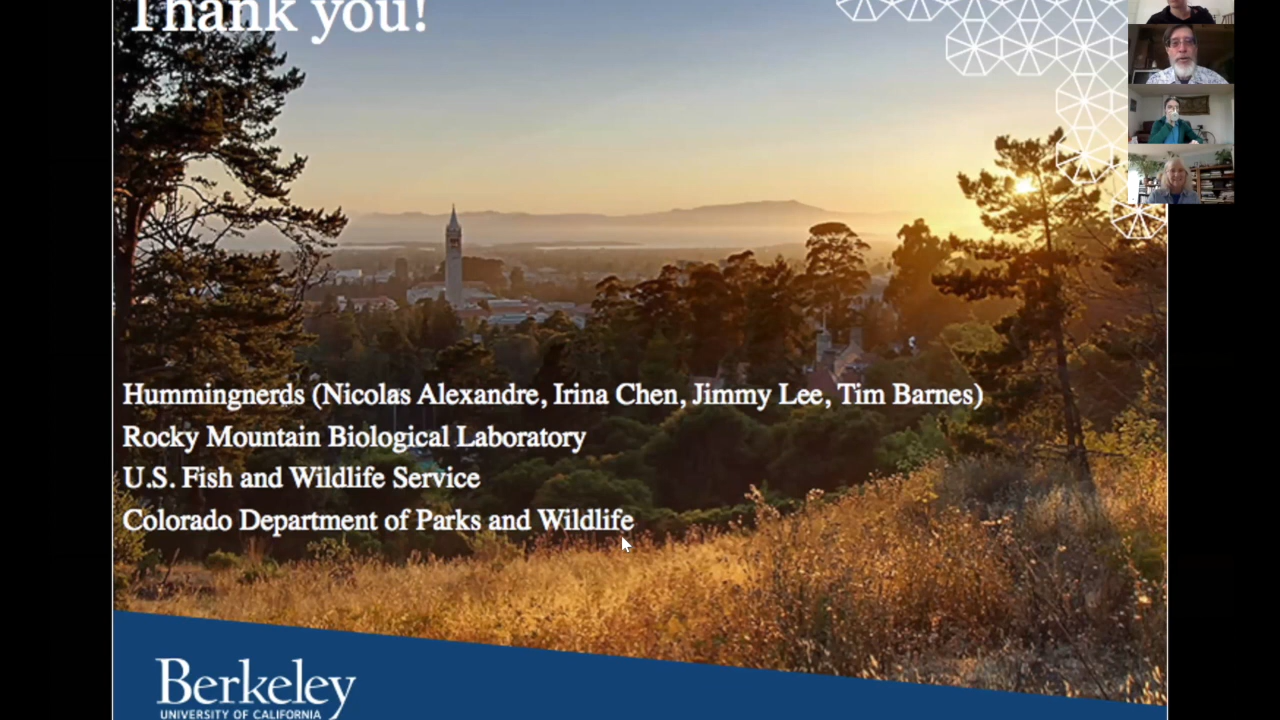 Thank you!
Hummingnerds (Nicolas Alexandre, Irina Chen, Jimmy Lee, Tim Barnes)
Rocky Mountain Biological Laboratory
U.S. Fish and Wildlife Service
Colorado Department of Parks and Wildlife
Berkeley
UNIVERSITY OF CALIFORNIA